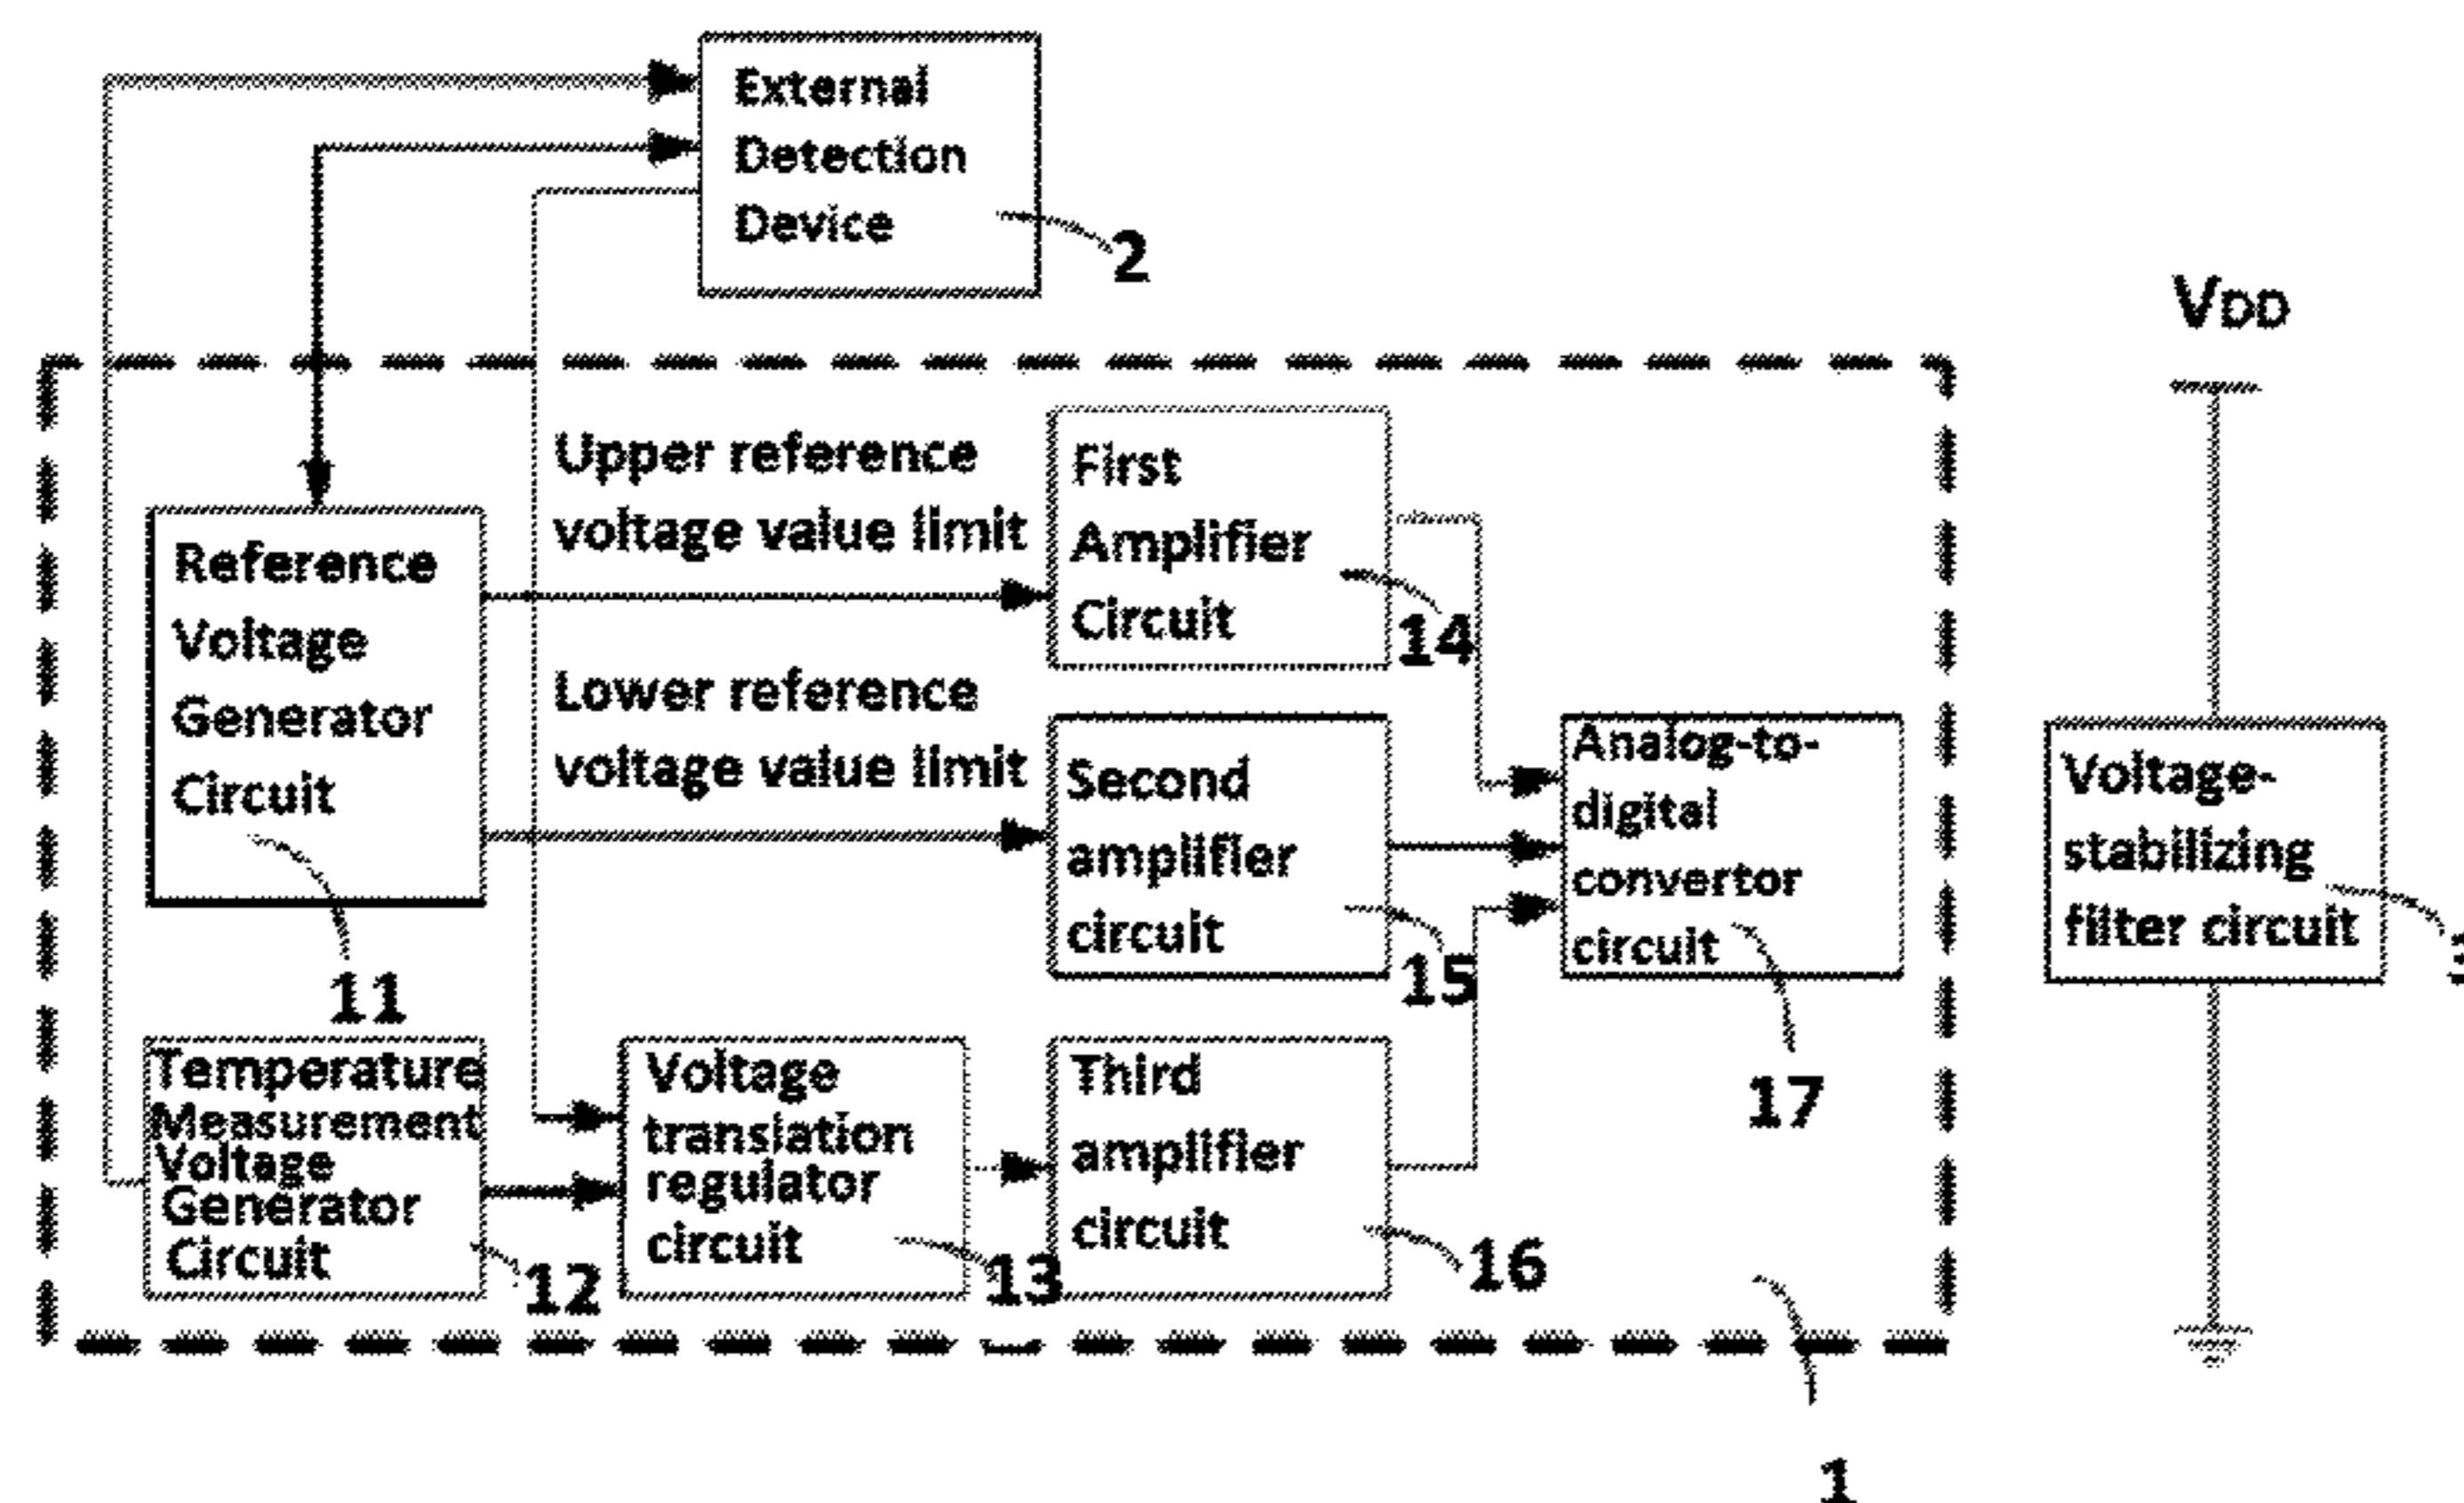 External
Detection
Device
2
VDD
Upper reference
voltage value limit
First
Amplifier
Circuit
14
Reference
Voltage
Generator
Circuit
11
Lower reference
voltage value limit
Second
amplifier
circuit
15
Analog-to-
digital
convertor
circuit
17
Voltage-
stabilizing
filter circuit
Temperature
Measurement
Voltage
Generator
Circuit
12
Voltage
translation
regulator
circuit
13
Third
amplifier
circuit
16
1